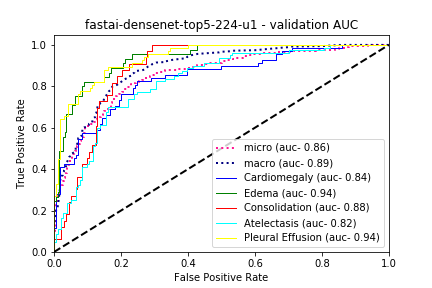 fastai-densenet-top5-224-u1 - validation AUC
True Positive Rate
1.0
0.8
0.6
0.4
0.2
0.0
micro (auc- 0.86)
macro (auc- 0.89)
Cardiomegaly (auc- 0.84)
Edema (auc- 0.94)
Consolidation (auc- 0.88)
Atelectasis (auc- 0.82)
Pleural Effusion (auc- 0.94)
0.0 0.2 0.4 0.6 0.8 1.0
False Positive Rate